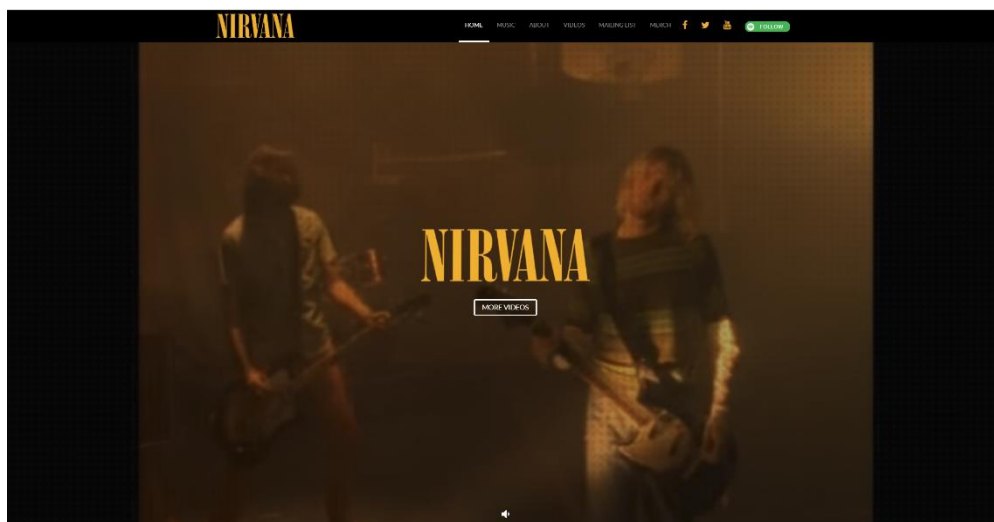 NIRVANA
HOME MUSIC ABOUT VIDEOS MAILING LIST MERCH FOLLOW
NIRVANA
MORE VIDEOS